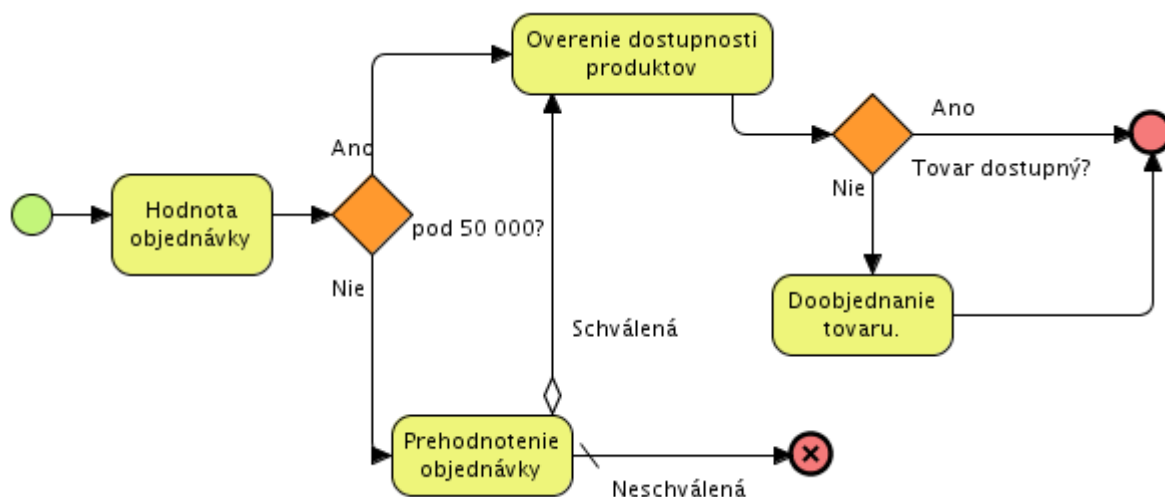 Overenie dostupnosti
produktov
Ano
Ano
Tovar dostupný?
Nie
Hodnota
objednávky
pod 50 000?
Nie
Doobjednanie
tovaru.
Schválená
Prehodnotenie
objednávky
Neschválená